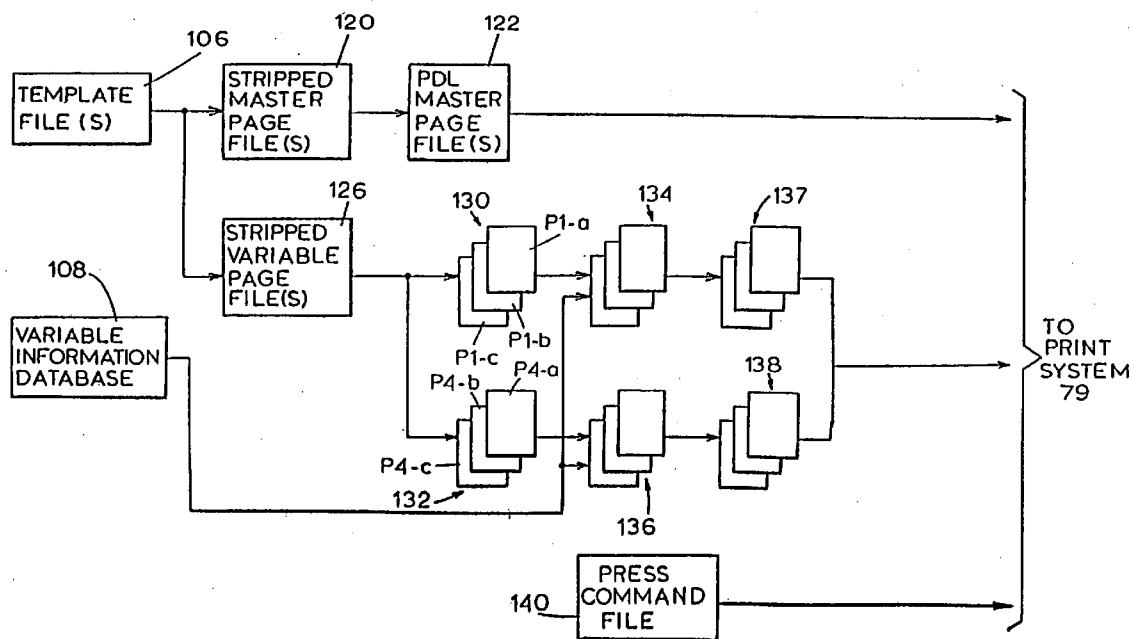 106
120
122
TEMPLATE
FILE(S)
STRIPPED
MASTER
PAGE
FILE(S)
PDL
MASTER
PAGE
FILE(S)
126
STRIPPED
VARIABLE
PAGE
FILE(S)
130
P1-a
P1-b
P1-c
134
137
108
VARIABLE
INFORMATION
DATABASE
P4-b
P4-a
P4-c
132
136
138
TO
PRINT
SYSTEM
79
140
PRESS
COMMAND
FILE